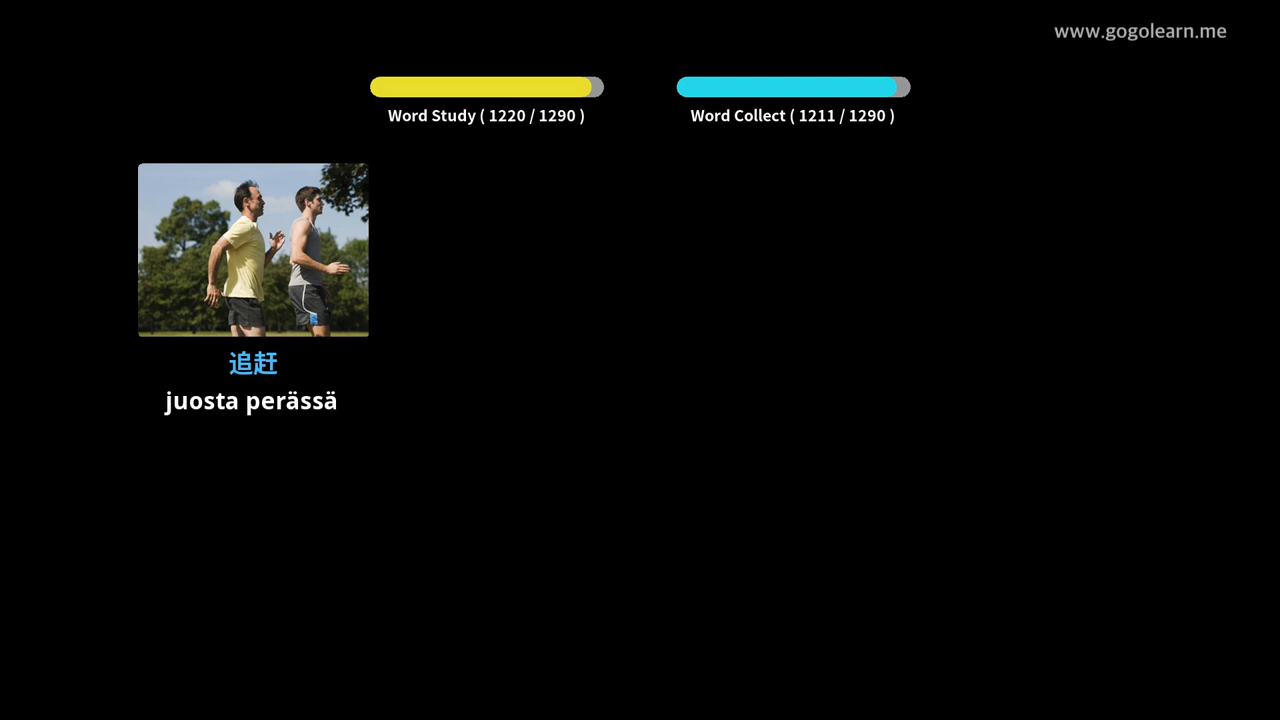 www.gogolearn.me
Word Study ( 1220 / 1290 )
Word Collect ( 1211 / 1290 )
追赶
juosta perässä